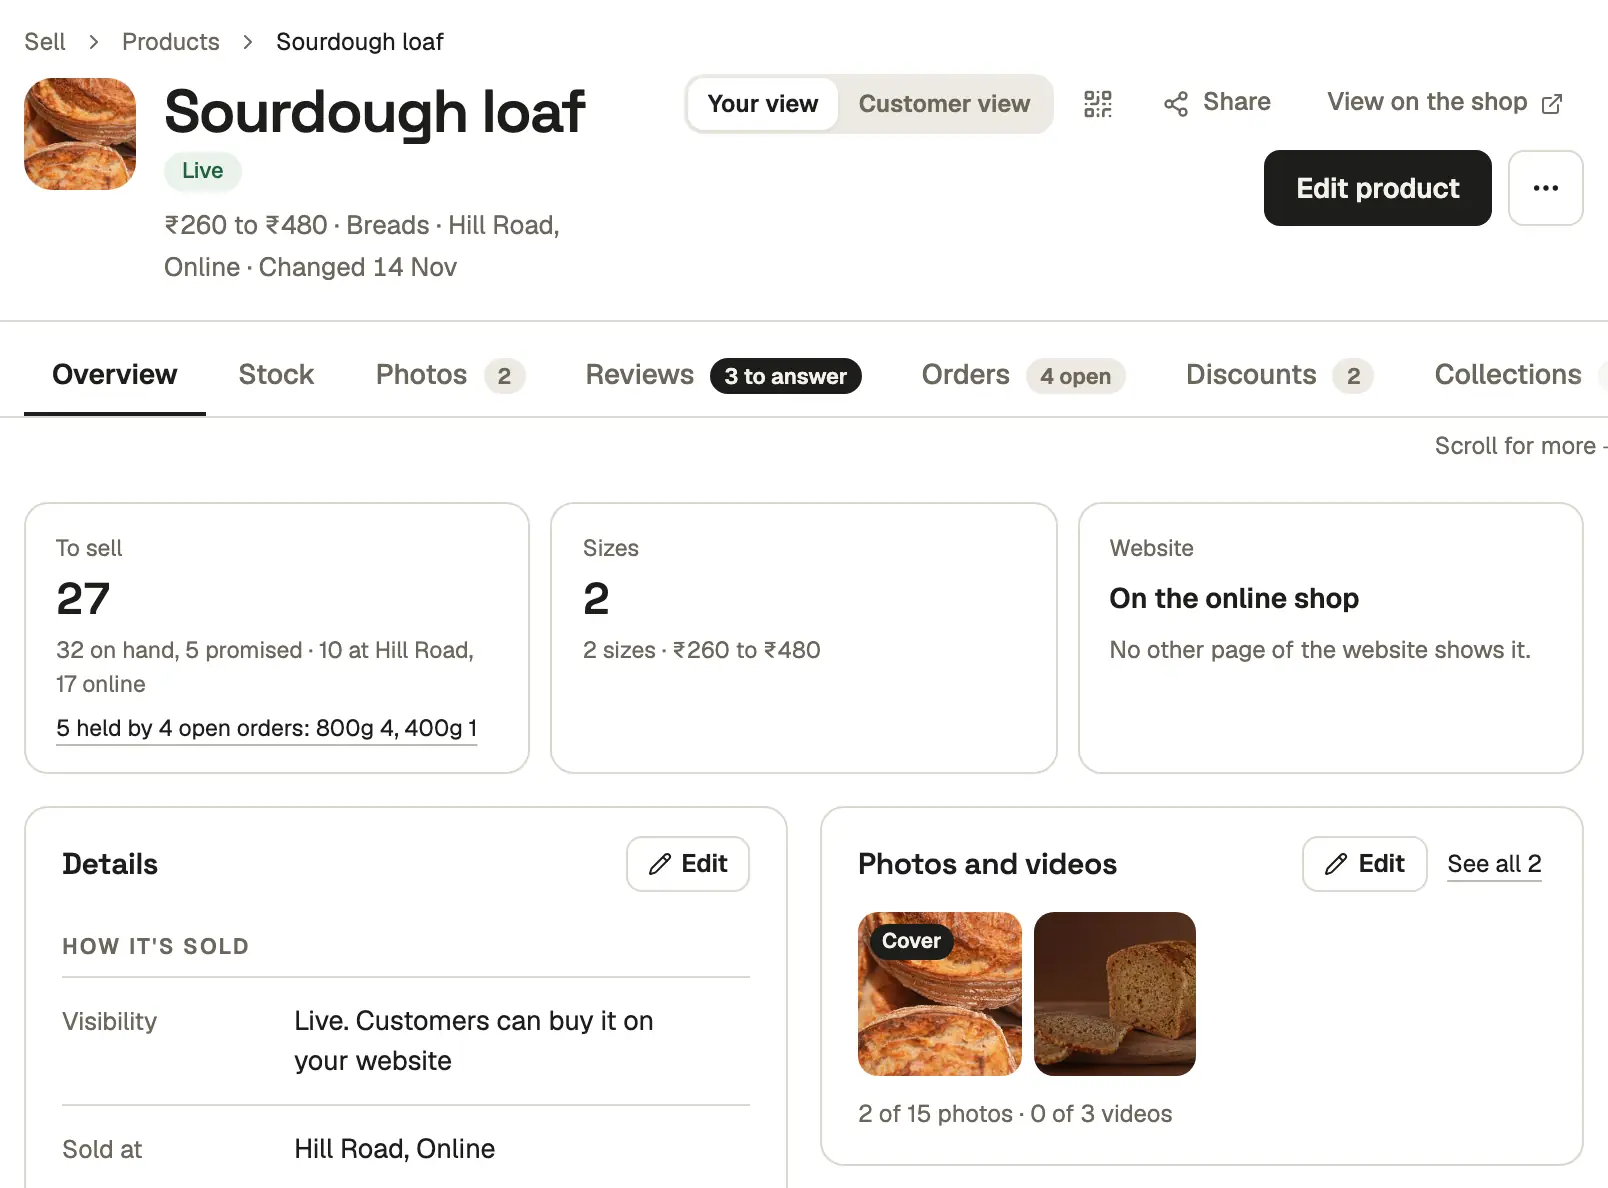 Sell > Products > Sourdough loaf
Sourdough loaf
Live
₹260 to ₹480 · Breads · Hill Road,
Online · Changed 14 Nov
Your view Customer view
Share
View on the shop
Edit product
Overview Stock Photos 2 Reviews 3 to answer Orders 4 open Discounts 2 Collections
Scroll for more
To sell
27
32 on hand, 5 promised · 10 at Hill Road,
17 online
5 held by 4 open orders: 800g 4, 400g 1
Sizes
2
2 sizes · ₹260 to ₹480
Website
On the online shop
No other page of the website shows it.
Details
Edit
HOW IT'S SOLD
Visibility
Live. Customers can buy it on
your website
Sold at
Hill Road, Online
Photos and videos
Edit
See all 2
Cover
2 of 15 photos · 0 of 3 videos